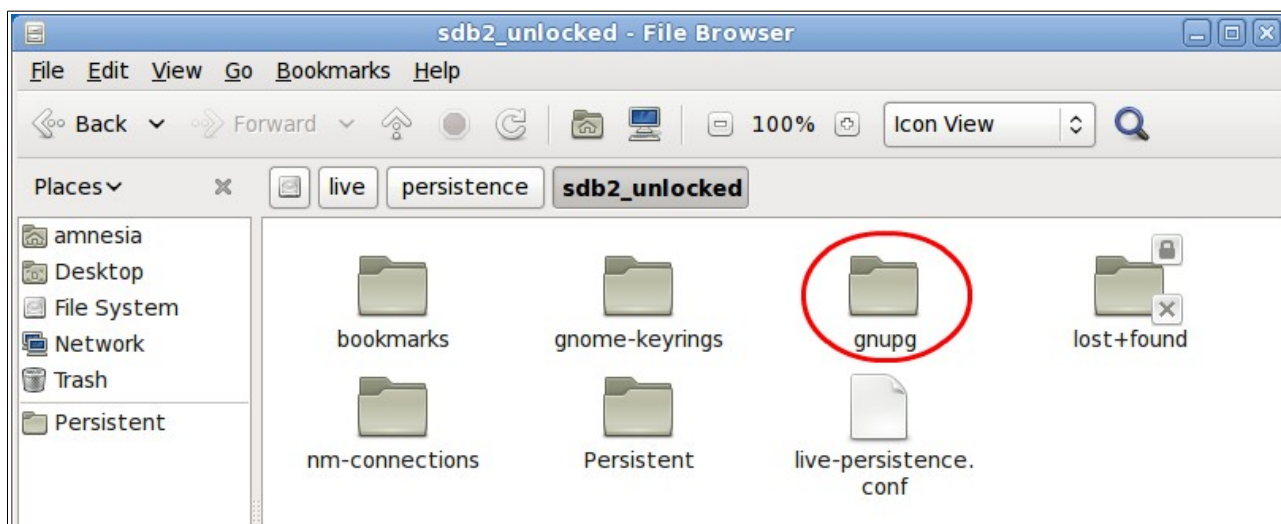 sdb2_unlocked - File Browser
File Edit View Go Bookmarks Help
Back Forward 100% Icon View
Places live persistence sdb2_unlocked
amnesia
Desktop
File System
Network
Trash
Persistent
bookmarks gnome-keyrings gnupg lost+found
nm-connections Persistent live-persistence.
conf